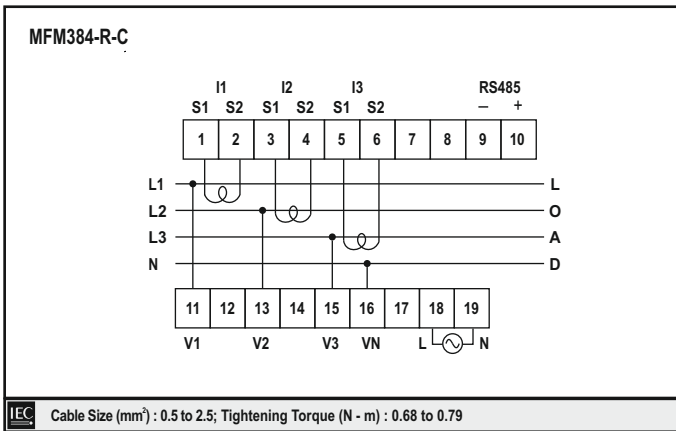 MFM384-R-C
I1 I2 I3 RS485
S1 S2 S1 S2 S1 S2 – +
1 2 3 4 5 6 7 8 9 10
L1 L
L2 O
L3 A
N D
11 12 13 14 15 16 17 18 19
V1 V2 V3 VN L N
IEC Cable Size (mm²) : 0.5 to 2.5; Tightening Torque (N - m) : 0.68 to 0.79